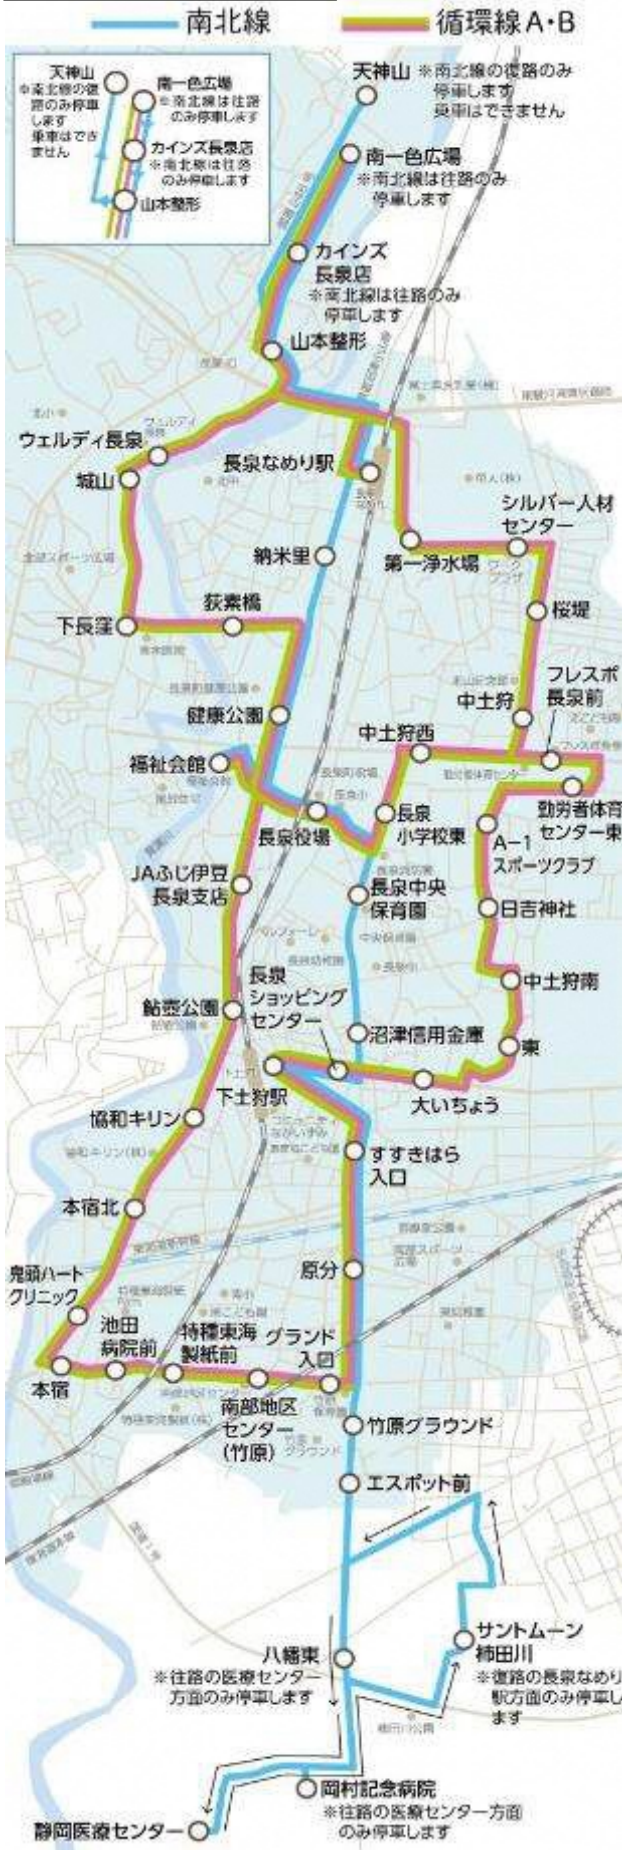 南北線
循環線A・B
天神山
※南北線の復
路のみ停車
します
乗車はでき
ません
南一色広場
※南北線は往路
のみ停車します
カインズ長泉店
※南北線は往路
のみ停車します
山本整形
天神山
※南北線の復路のみ
停車します
乗車はできません
南一色広場
※南北線は往路のみ
停車します
カインズ
長泉店
※南北線は往路のみ
停車します
山本整形
ウェルディ長泉
城山
長泉なめり駅
シルバー人材
センター
第一浄水場
納米里
桜堤
下長窪
荻素橋
健康公園
中土狩
フレスポ
長泉前
中土狩西
福祉会館
長泉役場
長泉
小学校東
勤労者体育
センター東
A-1
スポーツクラブ
JAふじ伊豆
長泉支店
長泉中央
保育園
日吉神社
中土狩南
長泉
ショッピング
センター
鮎壺公園
沼津信用金庫
東
下土狩駅
大いちょう
協和キリン
すすきはら
入口
本宿北
原分
鬼頭ハート
クリニック
池田
病院前
特種東海
製紙前
グランド
入口
本宿
南部地区
センター
(竹原)
竹原グラウンド
エスポット前
八幡東
※往路の医療センター
方面のみ停車します
サントムーン
柿田川
※復路の長泉なめり
駅方面のみ停車し
ます
岡村記念病院
※往路の医療センター方面
のみ停車します
静岡医療センター